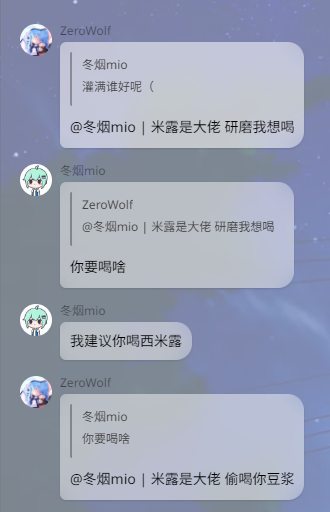 ZeroWolf
冬烟mio
灌满谁好呢（
@冬烟mio | 米露是大佬 研磨我想喝
冬烟mio
ZeroWolf
@冬烟mio | 米露是大佬 研磨我想喝
你要喝啥
冬烟mio
我建议你喝西米露
ZeroWolf
冬烟mio
你要喝啥
@冬烟mio | 米露是大佬 偷喝你豆浆